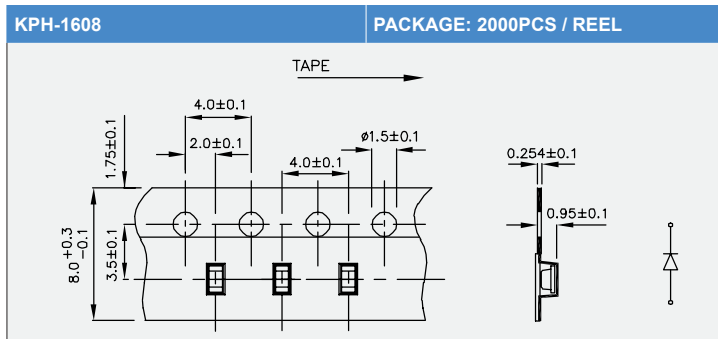 KPH-1608
PACKAGE: 2000PCS / REEL
TAPE
4.0±0.1
2.0±0.1
ø1.5±0.1
4.0±0.1
1.75±0.1
8.0 +0.3 -0.1
3.5±0.1
0.254±0.1
0.95±0.1